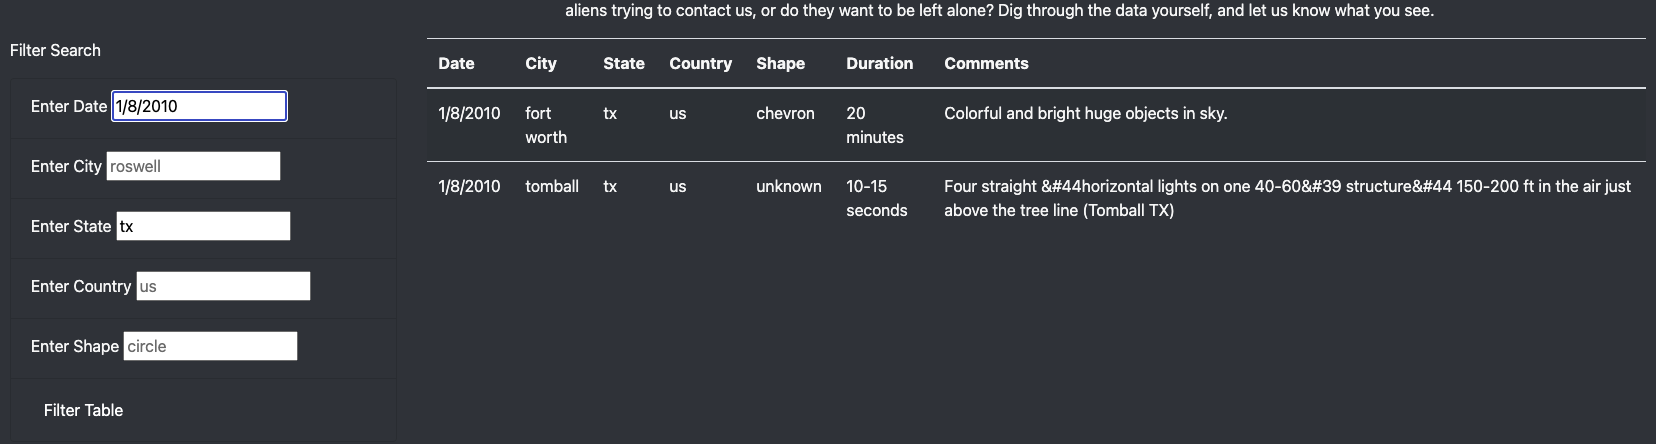 aliens trying to contact us, or do they want to be left alone? Dig through the data yourself, and let us know what you see.
Filter Search
Enter Date 1/8/2010
Enter City roswell
Enter State tx
Enter Country us
Enter Shape circle
Filter Table
Date City State Country Shape Duration Comments
1/8/2010 fort tx us chevron 20 Colorful and bright huge objects in sky.
worth minutes
1/8/2010 tomball tx us unknown 10-15 Four straight &#44horizontal lights on one 40-60&#39 structure&#44 150-200 ft in the air just
seconds above the tree line (Tomball TX)